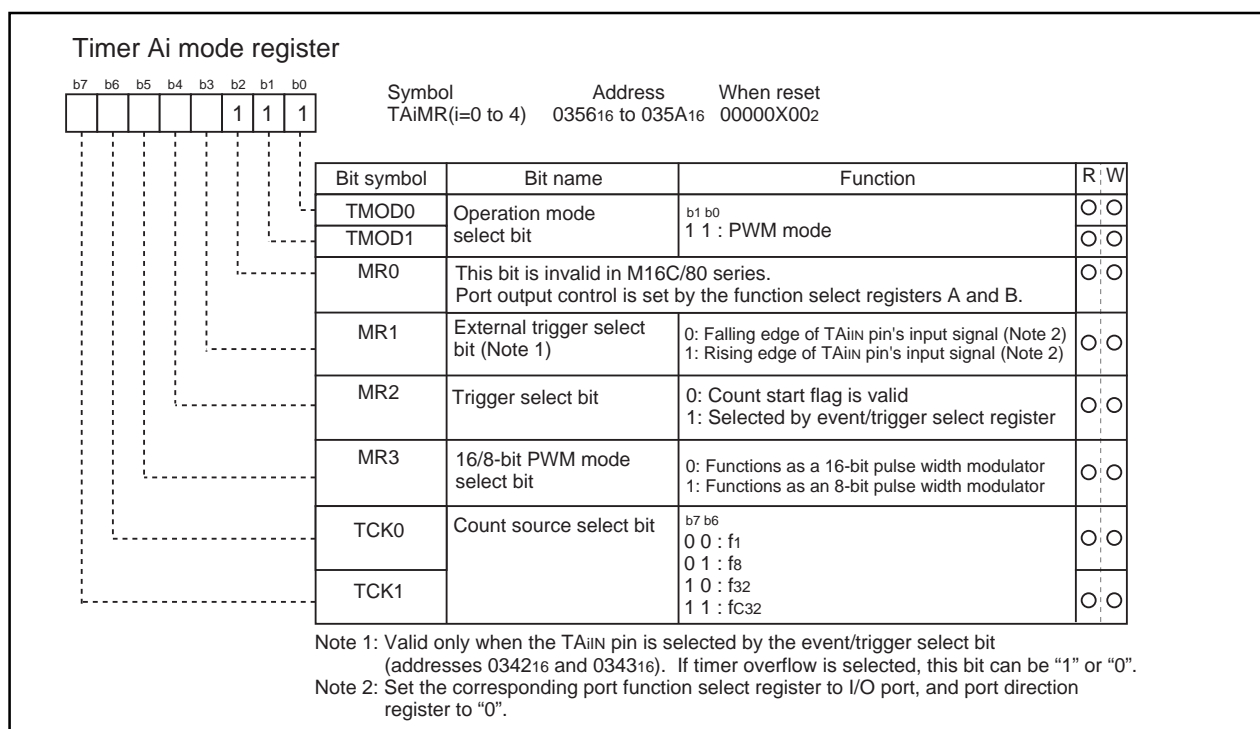 Timer Ai mode register
b7 b6 b5 b4 b3 b2 b1 b0
1 1 1
Symbol Address When reset
TAiMR(i=0 to 4) 035616 to 035A16 00000X002
Bit symbol Bit name Function R W
TMOD0 Operation mode select bit b1 b0
1 1 : PWM mode
TMOD1
MR0 This bit is invalid in M16C/80 series.
Port output control is set by the function select registers A and B.
MR1 External trigger select bit (Note 1) 0: Falling edge of TAiIN pin's input signal (Note 2)
1: Rising edge of TAiIN pin's input signal (Note 2)
MR2 Trigger select bit 0: Count start flag is valid
1: Selected by event/trigger select register
MR3 16/8-bit PWM mode select bit 0: Functions as a 16-bit pulse width modulator
1: Functions as an 8-bit pulse width modulator
TCK0 Count source select bit b7 b6
0 0 : f1
0 1 : f8
TCK1 1 0 : f32
1 1 : fC32
Note 1: Valid only when the TAiIN pin is selected by the event/trigger select bit
(addresses 034216 and 034316). If timer overflow is selected, this bit can be “1” or “0”.
Note 2: Set the corresponding port function select register to I/O port, and port direction
register to “0”.